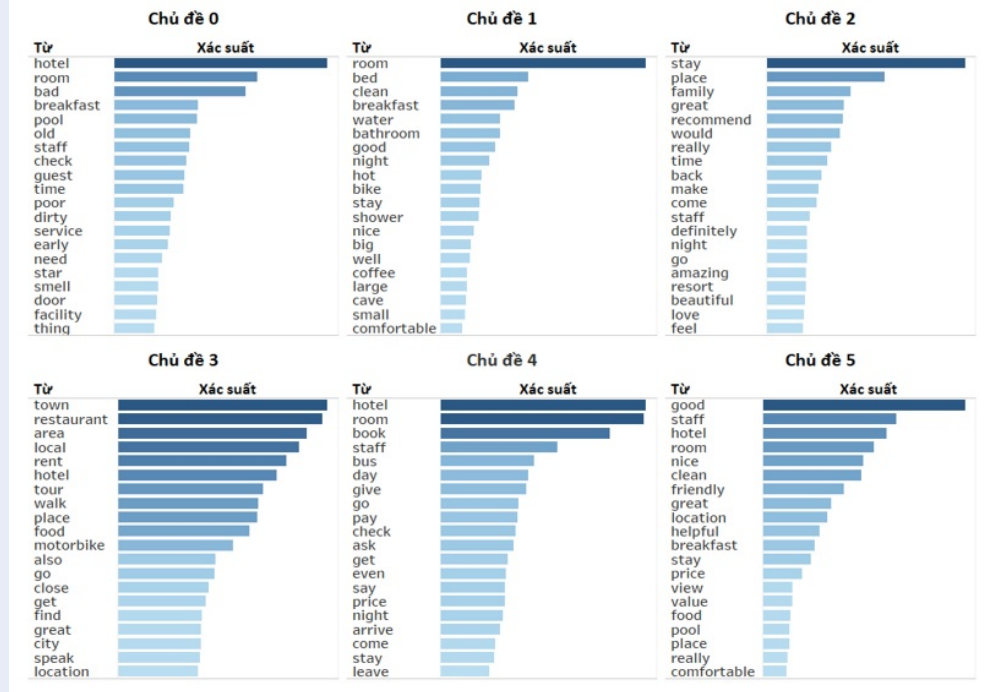 Chủ đề 0
Từ Xác suất
hotel
room
bad
breakfast
pool
old
staff
check
guest
time
poor
dirty
service
early
need
star
smell
door
facility
thing
Chủ đề 1
Từ Xác suất
room
bed
clean
breakfast
water
bathroom
good
night
hot
bike
stay
shower
nice
big
well
coffee
large
cave
small
comfortable
Chủ đề 2
Từ Xác suất
stay
place
family
great
recommend
would
really
time
back
make
come
staff
definitely
night
go
amazing
resort
beautiful
love
feel
Chủ đề 3
Từ Xác suất
town
restaurant
area
local
rent
hotel
tour
walk
place
food
motorbike
also
go
close
get
find
great
city
speak
location
Chủ đề 4
Từ Xác suất
hotel
room
book
staff
bus
day
give
go
pay
check
ask
get
even
say
price
night
arrive
come
stay
leave
Chủ đề 5
Từ Xác suất
good
staff
hotel
room
nice
clean
friendly
great
location
helpful
breakfast
stay
price
view
value
food
pool
place
really
comfortable